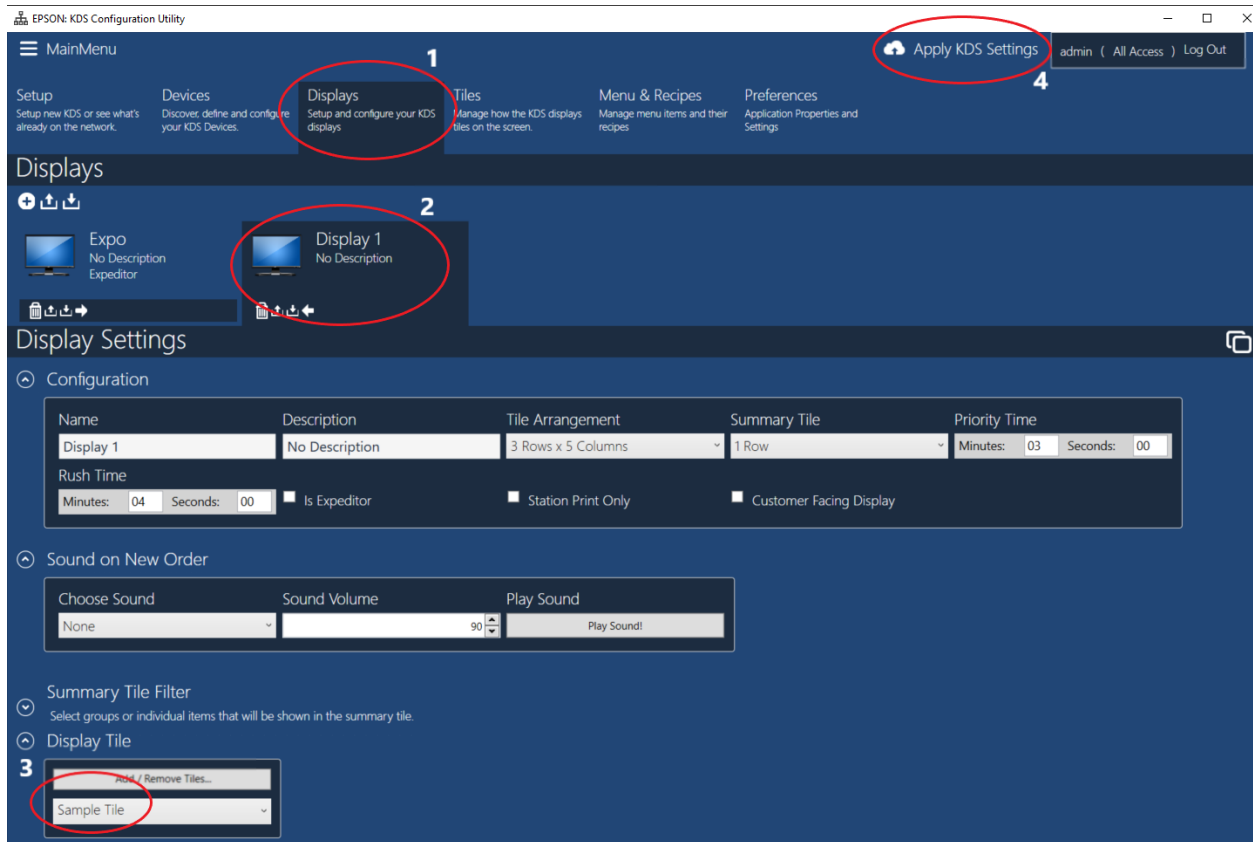 EPSON: KDS Configuration Utility
MainMenu
Apply KDS Settings
admin ( All Access ) Log Out
1
4
Setup
Setup new KDS or see what's
already on the network.
Devices
Discover, define and configure
your KDS Devices.
Displays
Setup and configure your KDS
displays
Tiles
Manage how the KDS displays
tiles on the screen.
Menu & Recipes
Manage menu items and their
recipes
Preferences
Application Properties and
Settings
Displays
2
Expo
No Description
Expeditor
Display 1
No Description
Display Settings
Configuration
Name
Description
Tile Arrangement
Summary Tile
Priority Time
Display 1
No Description
3 Rows x 5 Columns
1 Row
Minutes: 03 Seconds: 00
Rush Time
Minutes: 04 Seconds: 00
Is Expeditor
Station Print Only
Customer Facing Display
Sound on New Order
Choose Sound
Sound Volume
Play Sound
None
90
Play Sound!
Summary Tile Filter
Select groups or individual items that will be shown in the summary tile.
Display Tile
3
Add / Remove Tiles...
Sample Tile